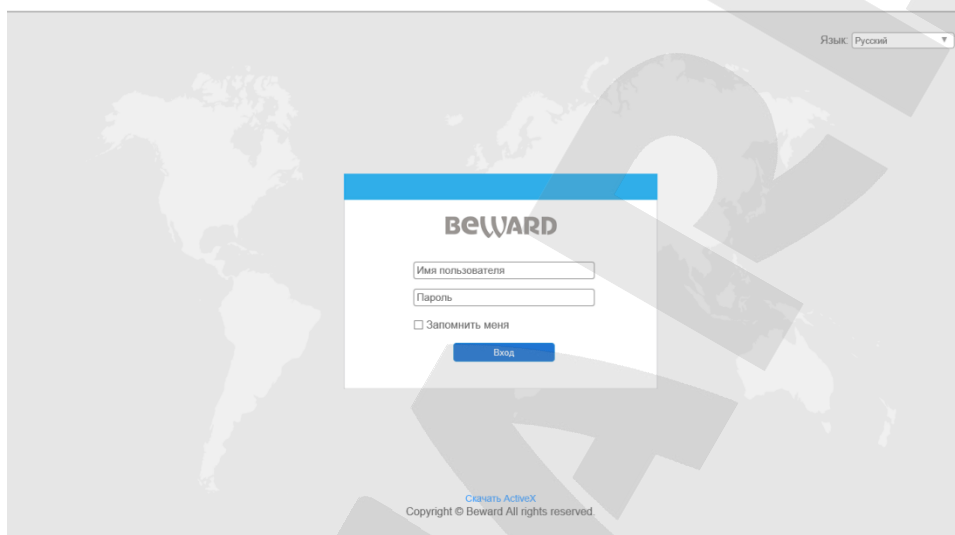 Язык: Русский
BEWARD
Имя пользователя
Пароль
Запомнить меня
Вход
Скачать ActiveX
Copyright © Beward All rights reserved.